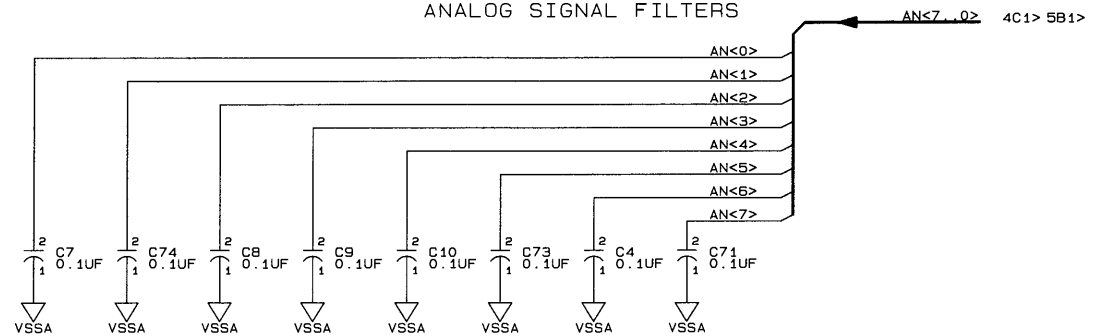 ANALOG SIGNAL FILTERS
AN<7..0> 4C1> 5B1>
AN<0>
AN<1>
AN<2>
AN<3>
AN<4>
AN<5>
AN<6>
AN<7>
2 2 2 2 2 2 2 2
C7 C74 C8 C9 C10 C73 C4 C71
0.1UF 0.1UF 0.1UF 0.1UF 0.1UF 0.1UF 0.1UF 0.1UF
1 1 1 1 1 1 1 1
VSSA VSSA VSSA VSSA VSSA VSSA VSSA VSSA